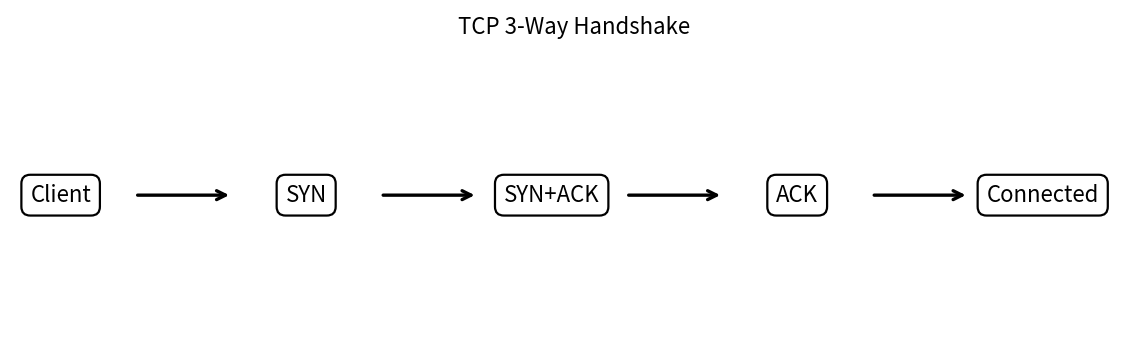 TCP 3-Way Handshake
Client
SYN
SYN+ACK
ACK
Connected